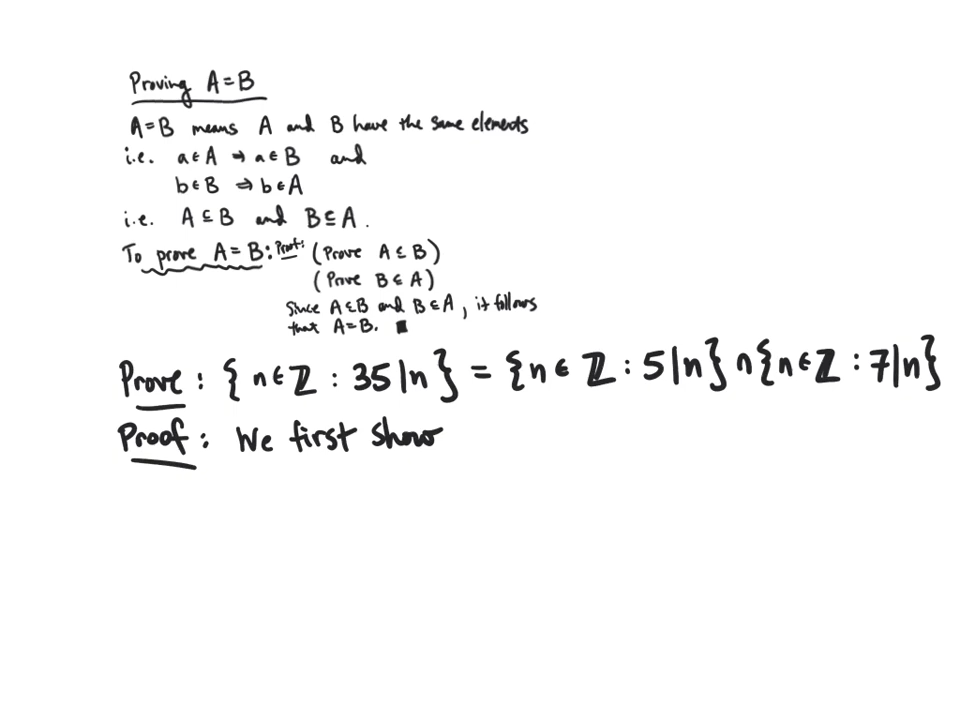 Proving A=B
A=B means A and B have the same elements
i.e. a∈A ⇒ a∈B and
b∈B ⇒ b∈A
i.e. A⊆B and B⊆A.
To prove A=B: Proof: (Prove A⊆B)
(Prove B⊆A)
Since A⊆B and B⊆A, it follows
that A=B. ■
Prove: {n∈ℤ : 35|n} = {n∈ℤ : 5|n} ∩ {n∈ℤ : 7|n}
Proof: We first show